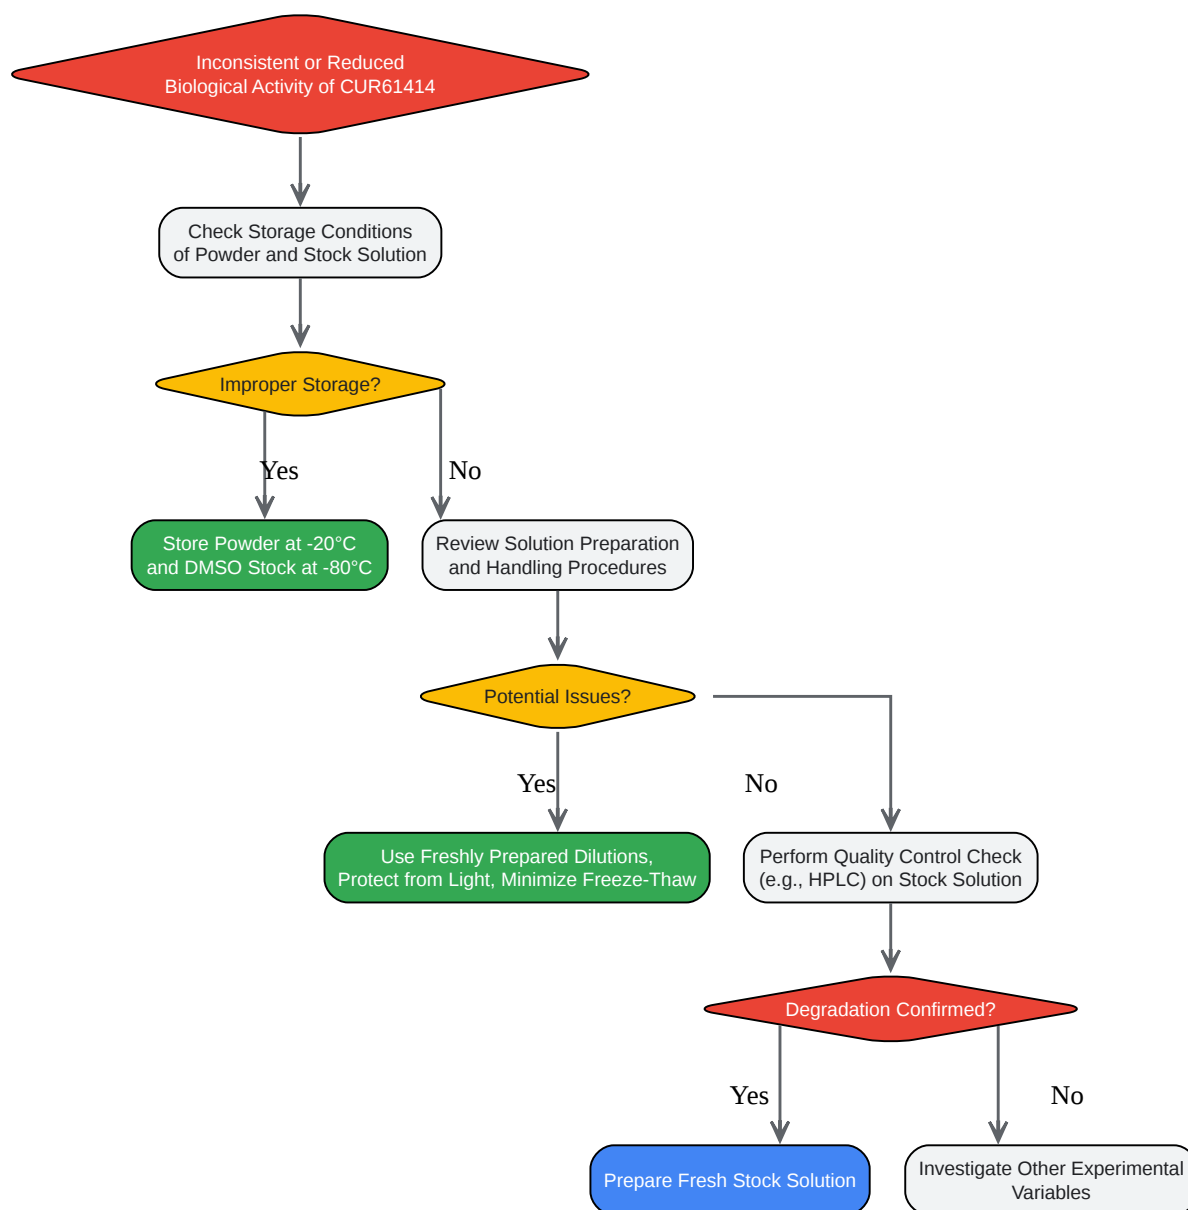 Inconsistent or Reduced
Biological Activity of CUR61414
Check Storage Conditions
of Powder and Stock Solution
Improper Storage?
Yes
No
Store Powder at -20°C
and DMSO Stock at -80°C
Review Solution Preparation
and Handling Procedures
Potential Issues?
Yes
No
Use Freshly Prepared Dilutions,
Protect from Light, Minimize Freeze-Thaw
Perform Quality Control Check
(e.g., HPLC) on Stock Solution
Degradation Confirmed?
Yes
No
Prepare Fresh Stock Solution
Investigate Other Experimental
Variables